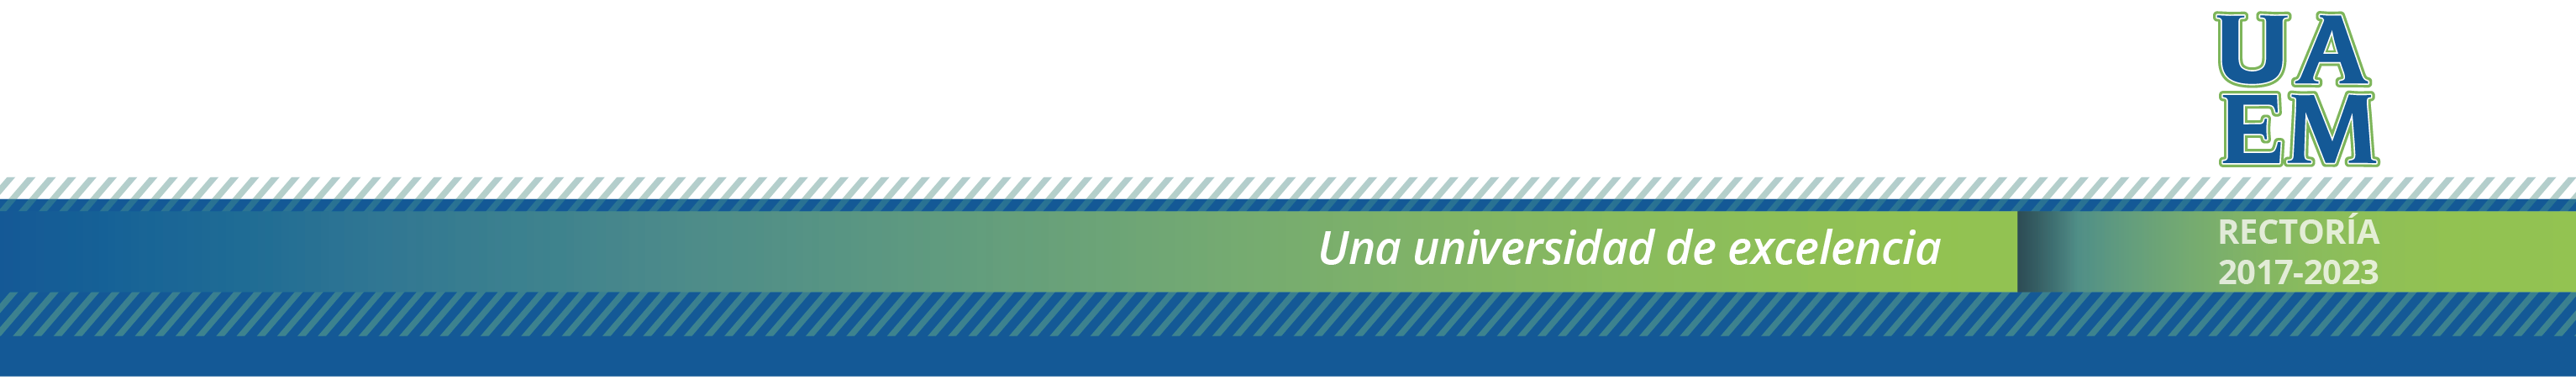 UA
EM
Una universidad de excelencia
RECTORÍA
2017-2023